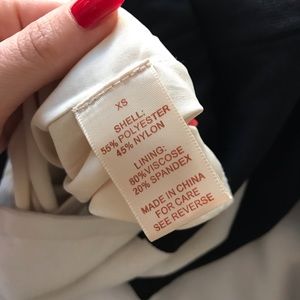 XS
SHELL:
55% POLYESTER
45% NYLON
LINING:
80% VISCOSE
20% SPANDEX
MADE IN CHINA
FOR CARE
SEE REVERSE